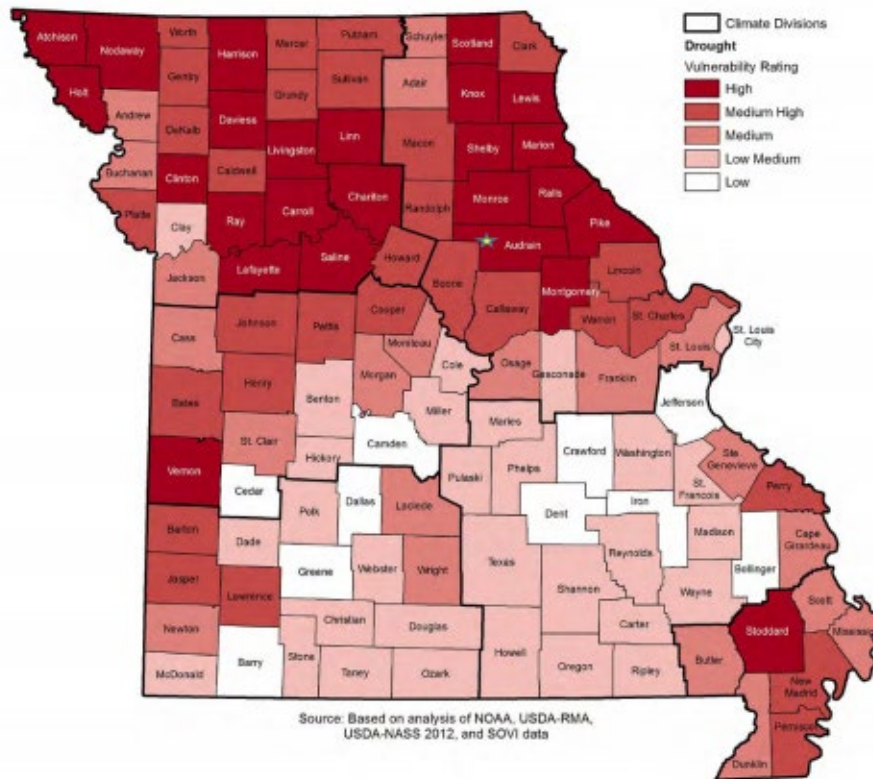 Climate Divisions
Drought
Vulnerability Rating
High
Medium High
Medium
Low Medium
Low
Atchison
Nodaway
Worth
Harrison
Mercer
Putnam
Schuyler
Scotland
Clark
Holt
Gentry
Sullivan
Adair
Knox
Lewis
Andrew
DeKalb
Daviess
Grundy
Linn
Macon
Shelby
Marion
Buchanan
Clinton
Caldwell
Livingston
Chariton
Randolph
Monroe
Ralls
Pike
Platte
Clay
Ray
Carroll
Saline
Howard
Audrain
Jackson
Lafayette
Boone
Callaway
Montgomery
Lincoln
Warren
St. Charles
St. Louis
St. Louis
City
Cass
Johnson
Pettis
Cooper
Moniteau
Cole
Osage
Gasconade
Franklin
Jefferson
Bates
Henry
Benton
Morgan
Miller
Maries
St. Clair
Hickory
Camden
Pulaski
Phelps
Crawford
Washington
St.
Francois
Ste.
Genevieve
Perry
Vernon
Cedar
Polk
Dallas
Laclede
Dent
Iron
Madison
Bollinger
Cape
Girardeau
Barton
Dade
Greene
Webster
Wright
Texas
Shannon
Reynolds
Wayne
Jasper
Lawrence
Christian
Douglas
Carter
Stoddard
Scott
Newton
McDonald
Barry
Stone
Taney
Ozark
Howell
Oregon
Ripley
Butler
New
Madrid
Dunklin
Source: Based on analysis of NOAA, USDA-RMA,
USDA-NASS 2012, and SOVI data